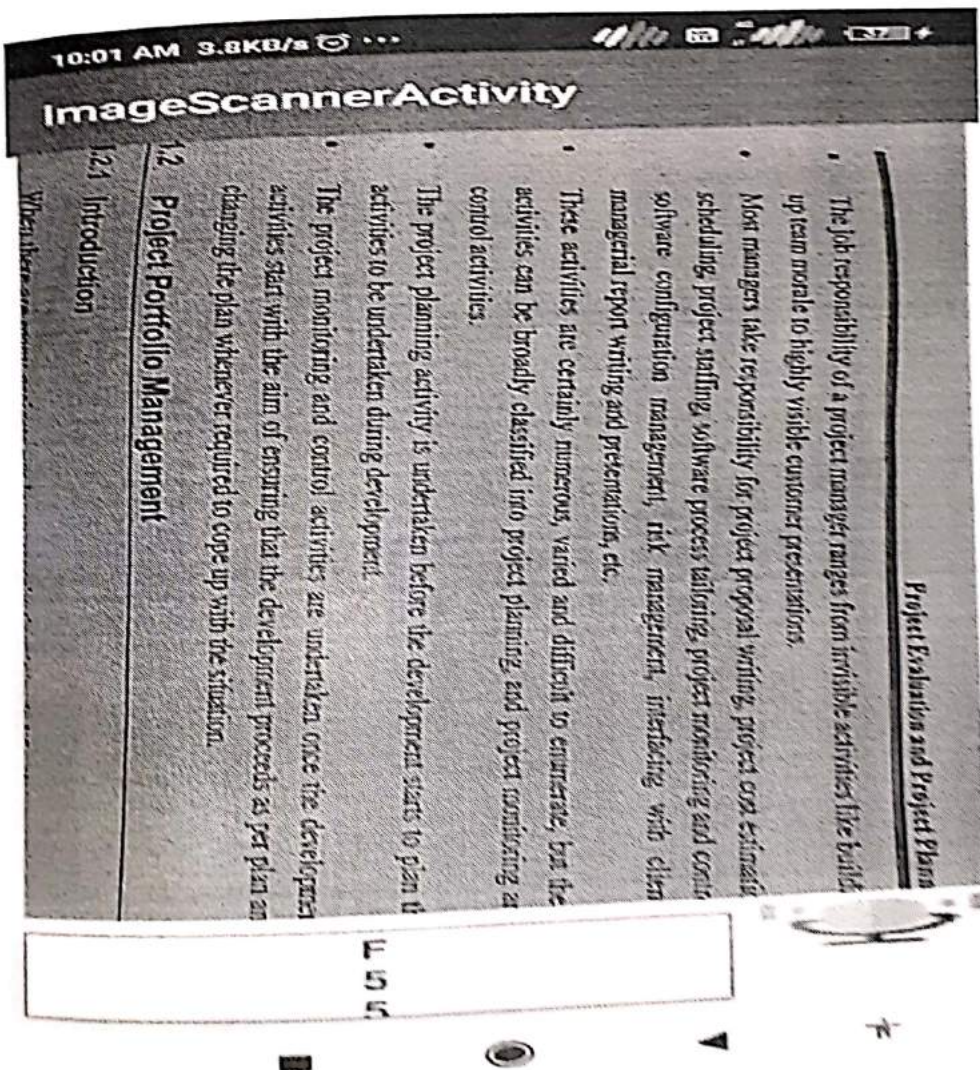 10:01 AM 3.8KB/s ...
ImageScannerActivity
Project Evaluation and Project Plann
• The job responsibility of a project manager ranges from invisible activities like build
up team morale to highly visible customer presentations.
• Most managers take responsibility for project proposal writing, project cost estimati
scheduling, project staffing, software process tailoring, project monitoring and contr
software configuration management, risk management, interfacing with clien
managerial report writing and presentations, etc.
• These activities are certainly numerous, varied and difficult to enumerate, but the
activities can be broadly classified into project planning, and project monitoring an
control activities.
• The project planning activity is undertaken before the development starts to plan th
activities to be undertaken during development.
• The project monitoring and control activities are undertaken once the developmen
activities start with the aim of ensuring that the development proceeds as per plan an
changing the plan whenever required to cope up with the situation.
1.2 Project Portfolio Management
1.2.1 Introduction
When there are many
F
5
5